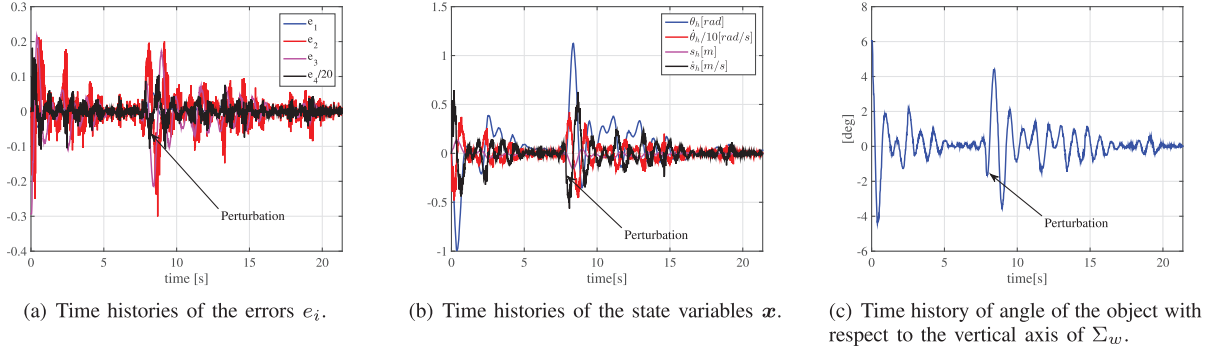 0.3
0.2
0.1
0
-0.1
-0.2
-0.3
-0.4
0 5 10 15 20
time [s]
e1
e2
e3
e4/20
Perturbation
(a) Time histories of the errors ei.
1.5
1
0.5
0
-0.5
-1
0 5 10 15 20
time[s]
θh[rad]
θ̇h/10[rad/s]
sh[m]
ṡh[m/s]
Perturbation
(b) Time histories of the state variables x.
[deg]
6
4
2
0
-2
-4
-6
0 5 10 15 20
time[s]
Perturbation
(c) Time history of angle of the object with
respect to the vertical axis of Σw.